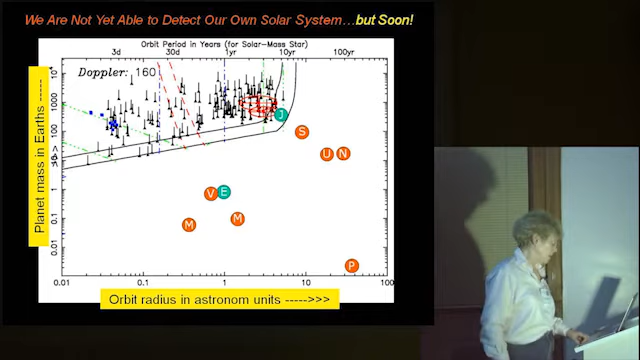 We Are Not Yet Able to Detect Our Own Solar System…but Soon!
Orbit Period in Years (for Solar-Mass Star)
3d 30d 1yr 10yr 100yr
Doppler: 160
Planet mass in Earths ----->>>
10⁴
1000
100
1
0.1
0.01
J
S
U N
V E
M M
P
0.01 0.1 1 10 100
Orbit radius in astronom units ----->>>